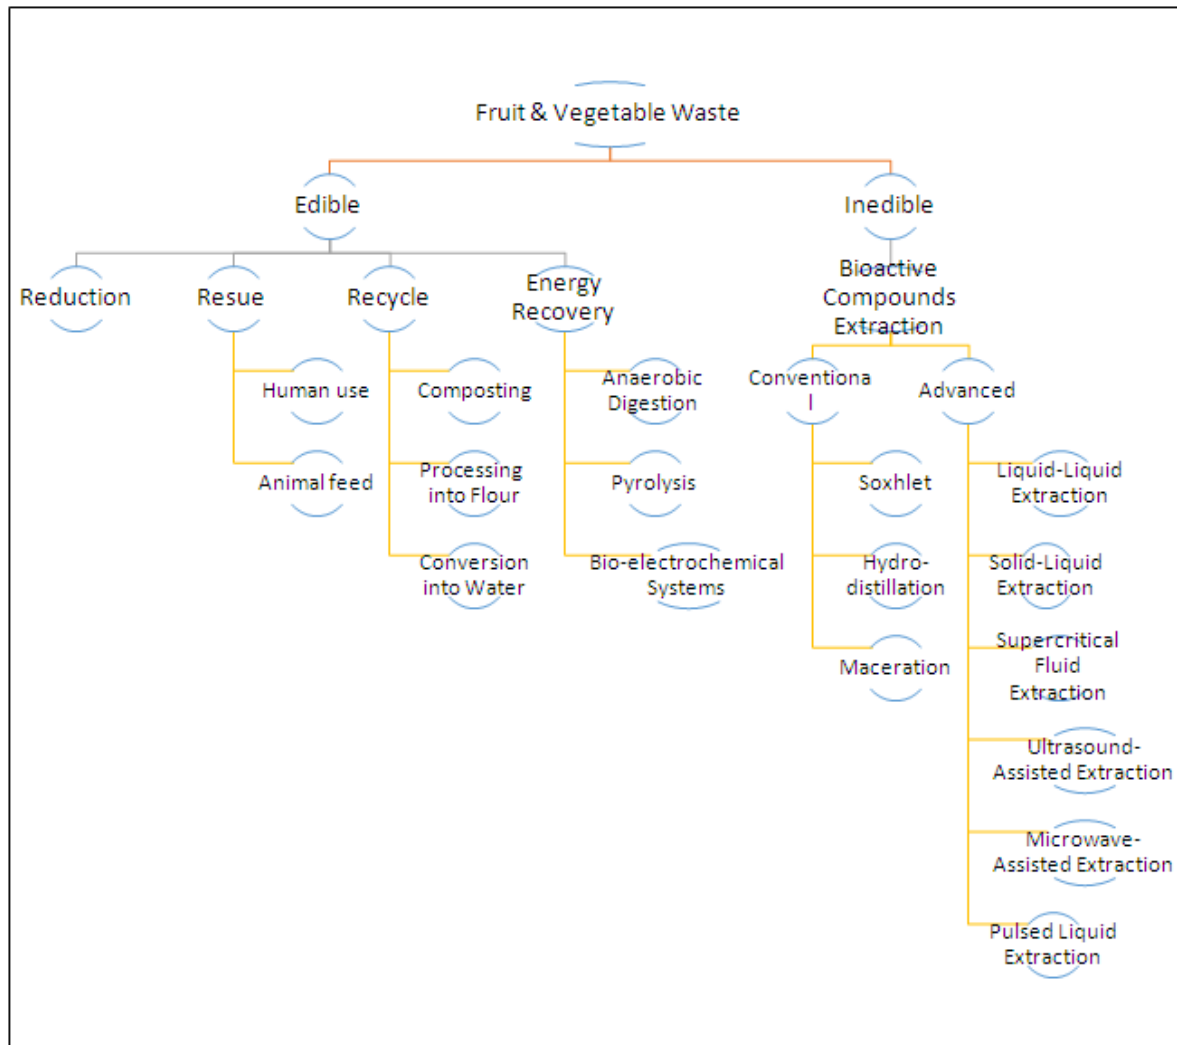 Fruit & Vegetable Waste
Edible
Inedible
Reduction
Resue
Recycle
Energy
Recovery
Bioactive
Compounds
Extraction
Human use
Composting
Anaerobic
Digestion
Conventiona
l
Advanced
Animal feed
Processing
into Flour
Pyrolysis
Soxhlet
Liquid-Liquid
Extraction
Conversion
into Water
Bio-electrochemical
Systems
Hydro-
distillation
Solid-Liquid
Extraction
Maceration
Supercritical
Fluid
Extraction
Ultrasound-
Assisted Extraction
Microwave-
Assisted Extraction
Pulsed Liquid
Extraction